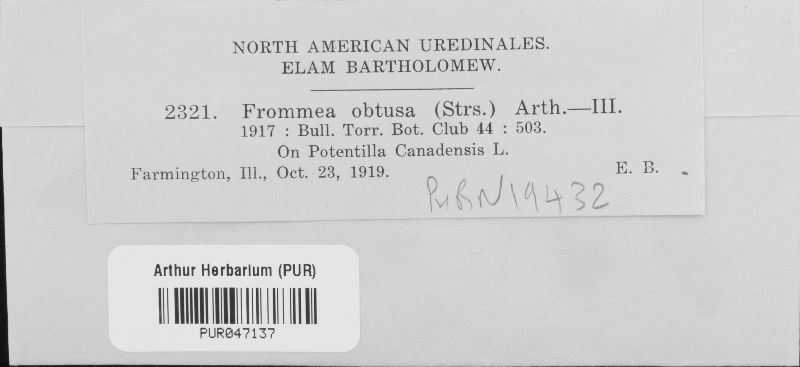 NORTH AMERICAN UREDINALES.
ELAM BARTHOLOMEW.
2321. Frommea obtusa (Strs.) Arth.—III.
1917 : Bull. Torr. Bot. Club 44 : 503.
On Potentilla Canadensis L.
Farmington, Ill., Oct. 23, 1919. E. B.
PURN19432
Arthur Herbarium (PUR)
PUR047137